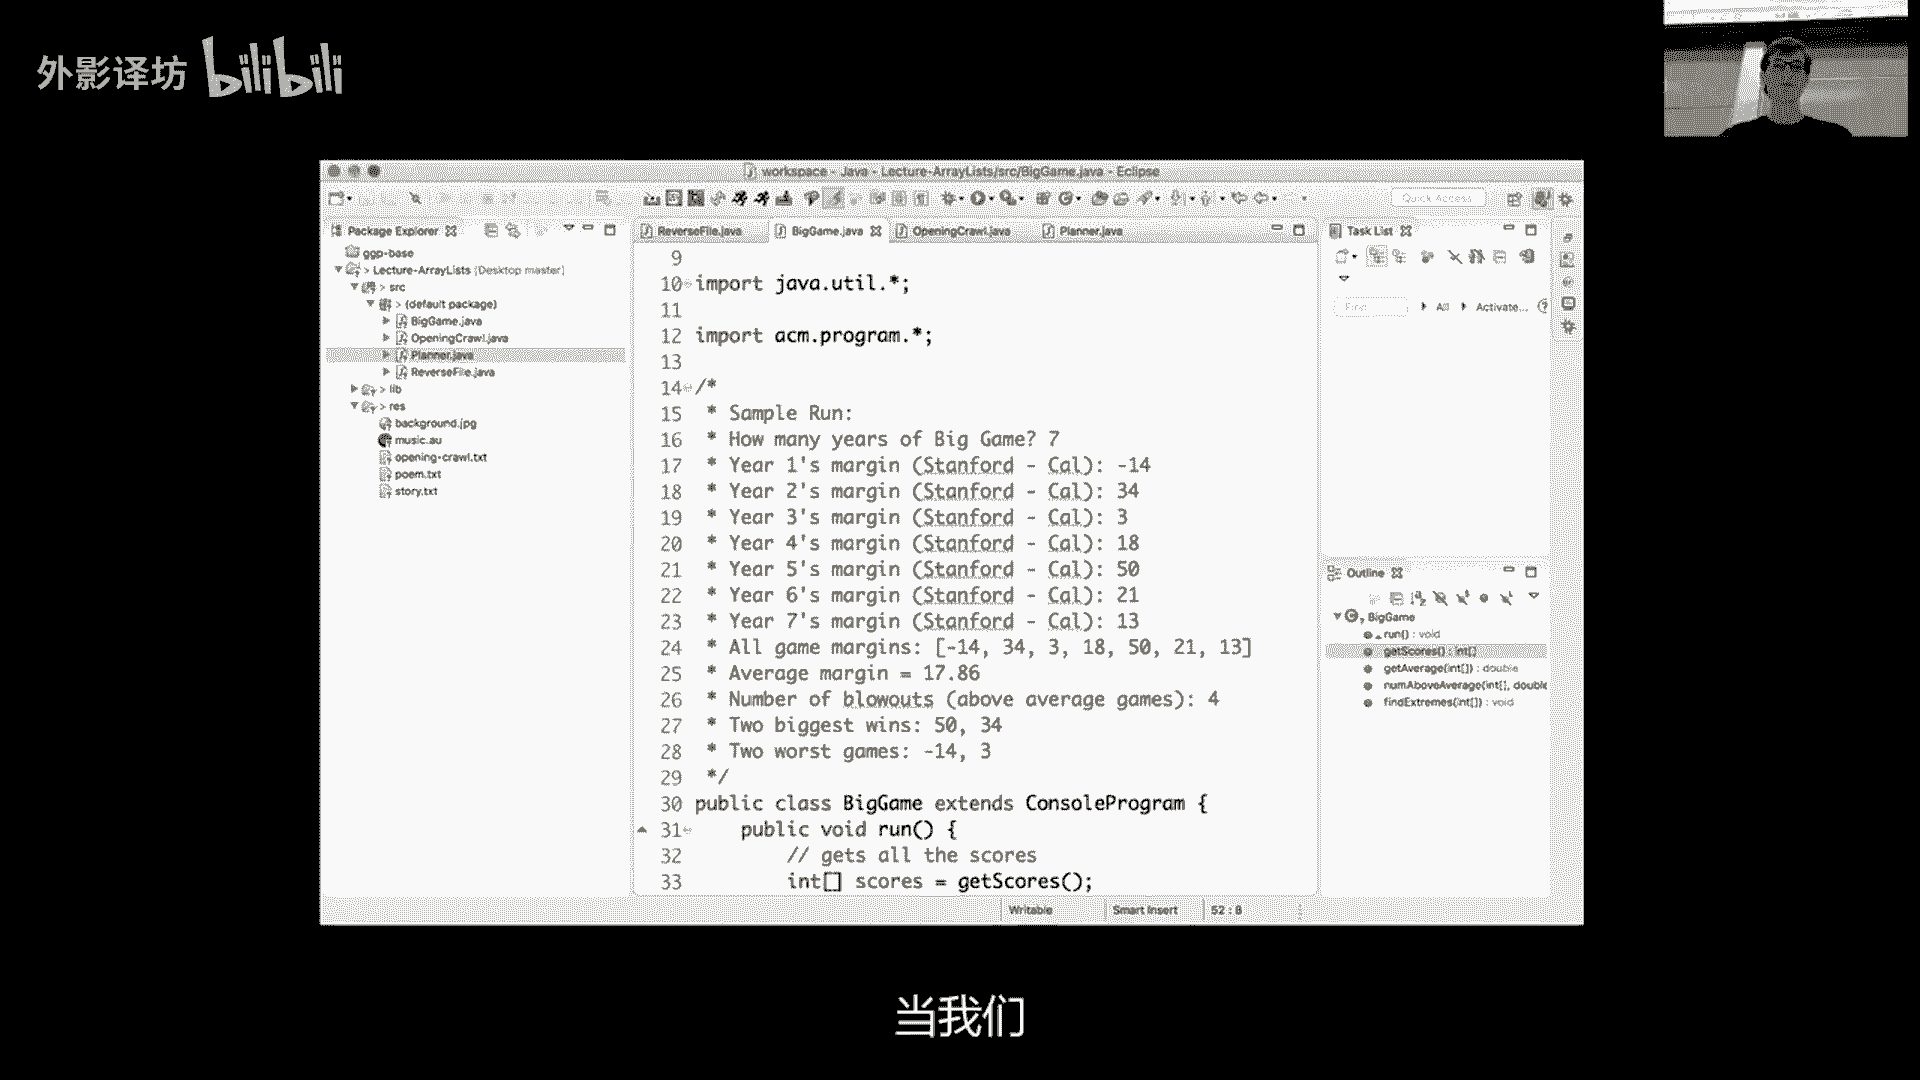 外影译坊 bilibili
workspace - Java - Lecture-ArrayLists/src/BigGame.java - Eclipse
Quick Access
Package Explorer
ggp-base
> Lecture-ArrayLists [Desktop master]
> src
> (default package)
BigGame.java
OpeningCrawl.java
Planner.java
ReverseFile.java
> lib
> res
background.jpg
music.au
opening-crawl.txt
poem.txt
story.txt
ReverseFile.java BigGame.java OpeningCrawl.java Planner.java
9
10 import java.util.*;
11
12 import acm.program.*;
13
14 /*
15 * Sample Run:
16 * How many years of Big Game? 7
17 * Year 1's margin (Stanford - Cal): -14
18 * Year 2's margin (Stanford - Cal): 34
19 * Year 3's margin (Stanford - Cal): 3
20 * Year 4's margin (Stanford - Cal): 18
21 * Year 5's margin (Stanford - Cal): 50
22 * Year 6's margin (Stanford - Cal): 21
23 * Year 7's margin (Stanford - Cal): 13
24 * All game margins: [-14, 34, 3, 18, 50, 21, 13]
25 * Average margin = 17.86
26 * Number of blowouts (above average games): 4
27 * Two biggest wins: 50, 34
28 * Two worst games: -14, 3
29 */
30 public class BigGame extends ConsoleProgram {
31 public void run() {
32 // gets all the scores
33 int[] scores = getScores();
Task List
Find All Activate...
Outline
BigGame
run() : void
getScores() : int[]
getAverage(int[]) : double
numAboveAverage(int[], double
findExtremes(int[]) : void
Writable Smart Insert 52 : 8
当我们